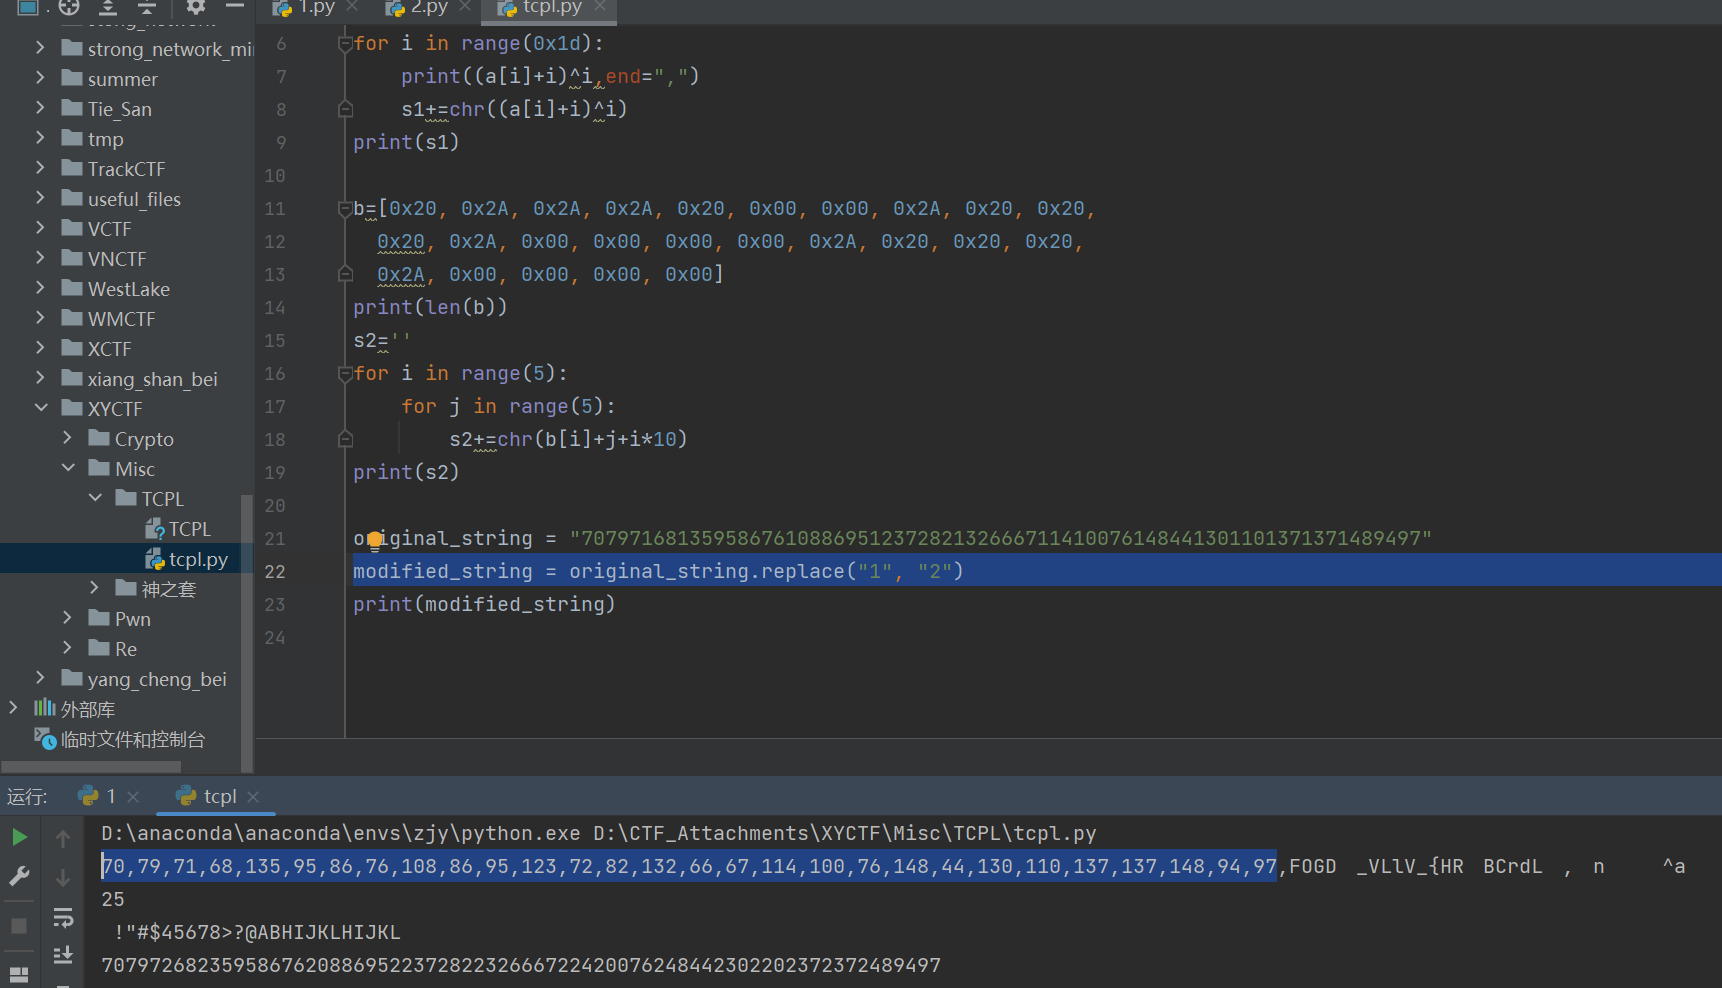 1.py
2.py
tcpl.py
strong_network_mi
summer
Tie_San
tmp
TrackCTF
useful_files
VCTF
VNCTF
WestLake
WMCTF
XCTF
xiang_shan_bei
XYCTF
Crypto
Misc
TCPL
TCPL
tcpl.py
神之套
Pwn
Re
yang_cheng_bei
外部库
临时文件和控制台
6 for i in range(0x1d):
7 print((a[i]+i)^i,end=",")
8 s1+=chr((a[i]+i)^i)
9 print(s1)
10
11 b=[0x20, 0x2A, 0x2A, 0x2A, 0x20, 0x00, 0x00, 0x2A, 0x20, 0x20,
12 0x20, 0x2A, 0x00, 0x00, 0x00, 0x00, 0x2A, 0x20, 0x20, 0x20,
13 0x2A, 0x00, 0x00, 0x00, 0x00]
14 print(len(b))
15 s2=''
16 for i in range(5):
17 for j in range(5):
18 s2+=chr(b[i]+j+i*10)
19 print(s2)
20
21 original_string = "70797168135958676108869512372821326667114100761484413011013713714894​97"
22 modified_string = original_string.replace("1", "2")
23 print(modified_string)
24
运行:
1
tcpl
D:\anaconda\anaconda\envs\zjy\python.exe D:\CTF_Attachments\XYCTF\Misc\TCPL\tcpl.py
70,79,71,68,135,95,86,76,108,86,95,123,72,82,132,66,67,114,100,76,148,44,130,110,137,137,148,94,97,FOGD _VLlV_{HR BCrdL , n ^a
25
!"#$45678>?@ABHIJKLHIJKL
7079726823595867620886952237282232666722420076248442302202372372489497